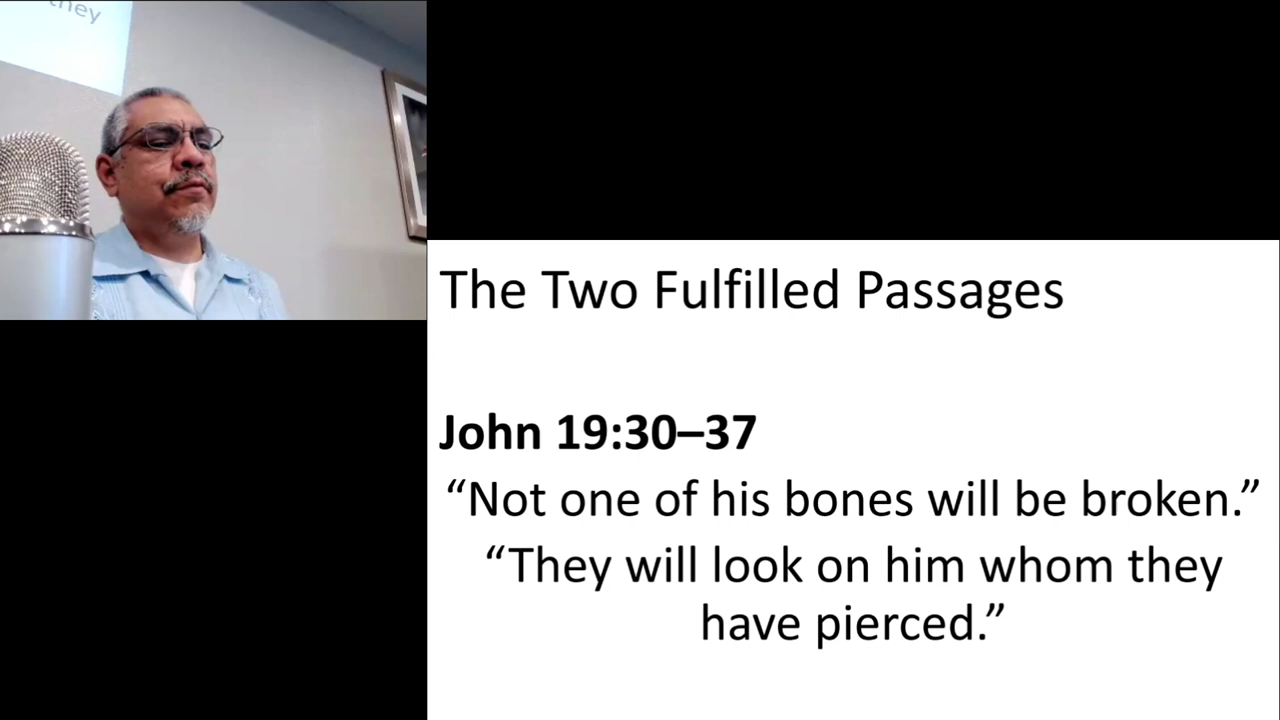 they
The Two Fulfilled Passages
John 19:30–37
“Not one of his bones will be broken.”
“They will look on him whom they
have pierced.”